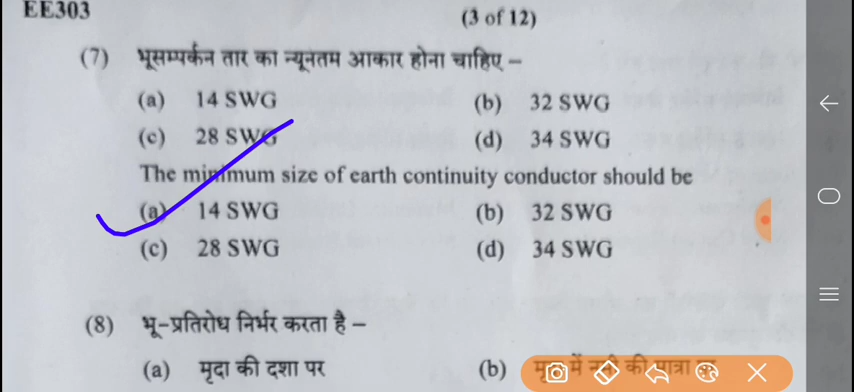 EE303 (3 of 12)
(7) भूसम्पर्कन तार का न्यूनतम आकार होना चाहिए –
(a) 14 SWG (b) 32 SWG
(c) 28 SWG (d) 34 SWG
The minimum size of earth continuity conductor should be
(a) 14 SWG (b) 32 SWG
(c) 28 SWG (d) 34 SWG
(8) भू-प्रतिरोध निर्भर करता है –
(a) मृदा की दशा पर (b) में नमी की मात्रा पर